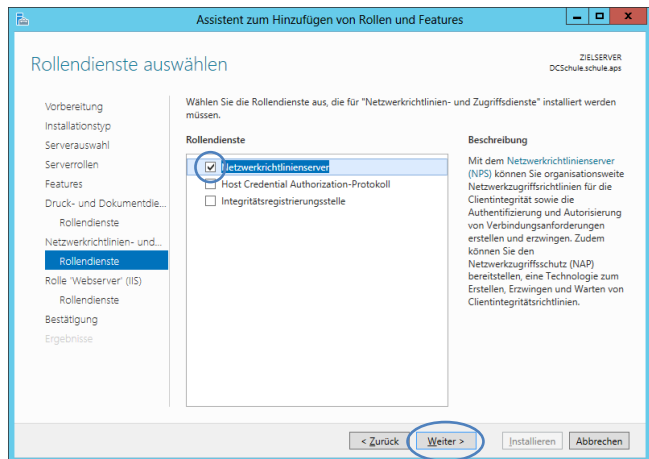 Assistent zum Hinzufügen von Rollen und Features
Rollendienste auswählen
ZIELSERVER
DCSchule.schule.aps
Vorbereitung
Installationstyp
Serverauswahl
Serverrollen
Features
Druck- und Dokumentdie...
Rollendienste
Netzwerkrichtlinien- und...
Rollendienste
Rolle 'Webserver' (IIS)
Rollendienste
Bestätigung
Ergebnisse
Wählen Sie die Rollendienste aus, die für "Netzwerkrichtlinien- und Zugriffsdienste" installiert werden
müssen.
Rollendienste
Netzwerkrichtlinienserver
Host Credential Authorization-Protokoll
Integritätsregistrierungsstelle
Beschreibung
Mit dem Netzwerkrichtlinienserver
(NPS) können Sie organisationsweite
Netzwerkzugriffsrichtlinien für die
Clientintegrität sowie die
Authentifizierung und Autorisierung
von Verbindungsanforderungen
erstellen und erzwingen. Zudem
können Sie den
Netzwerkzugriffsschutz (NAP)
bereitstellen, eine Technologie zum
Erstellen, Erzwingen und Warten von
Clientintegritätsrichtlinien.
< Zurück
Weiter >
Installieren
Abbrechen